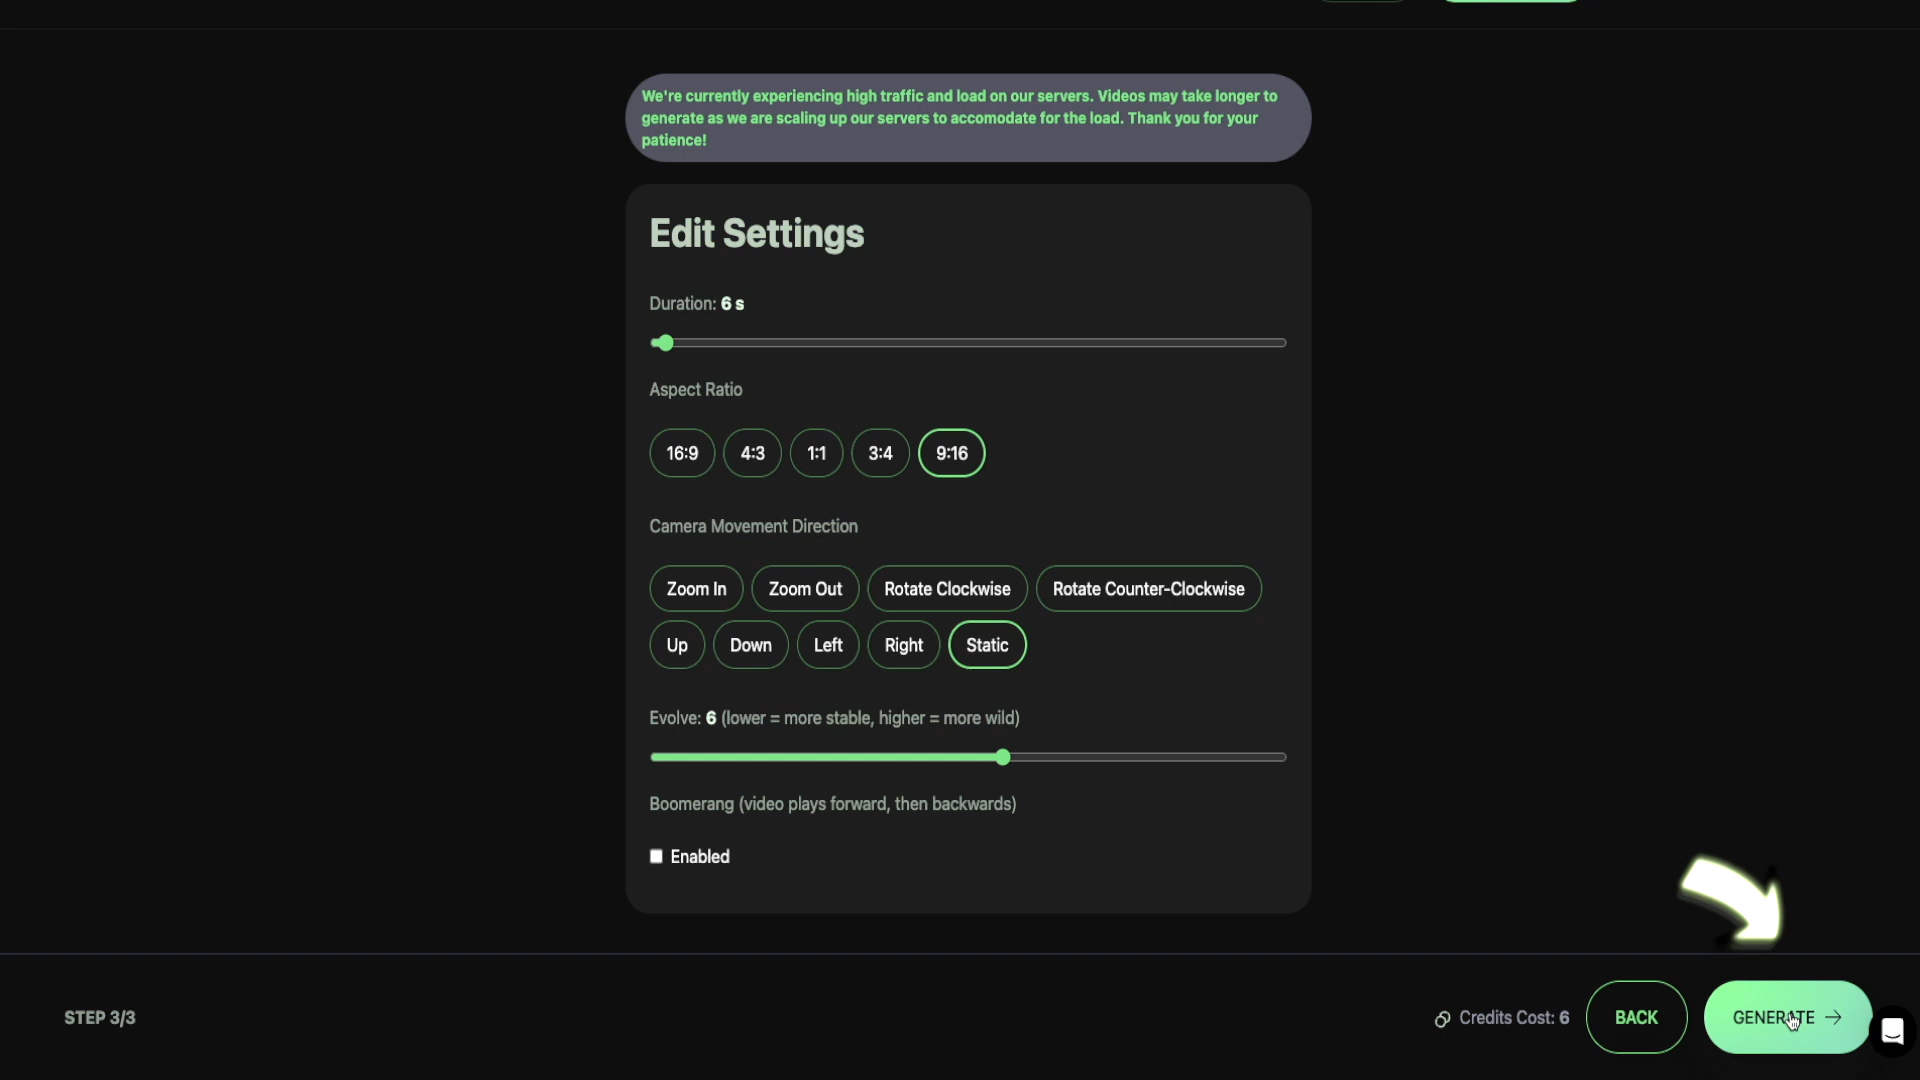 We're currently experiencing high traffic and load on our servers. Videos may take longer to
generate as we are scaling up our servers to accomodate for the load. Thank you for your
patience!
Edit Settings
Duration: 6 s
Aspect Ratio
16:9 4:3 1:1 3:4 9:16
Camera Movement Direction
Zoom In Zoom Out Rotate Clockwise Rotate Counter-Clockwise
Up Down Left Right Static
Evolve: 6 (lower = more stable, higher = more wild)
Boomerang (video plays forward, then backwards)
Enabled
STEP 3/3 Credits Cost: 6 BACK GENERATE →